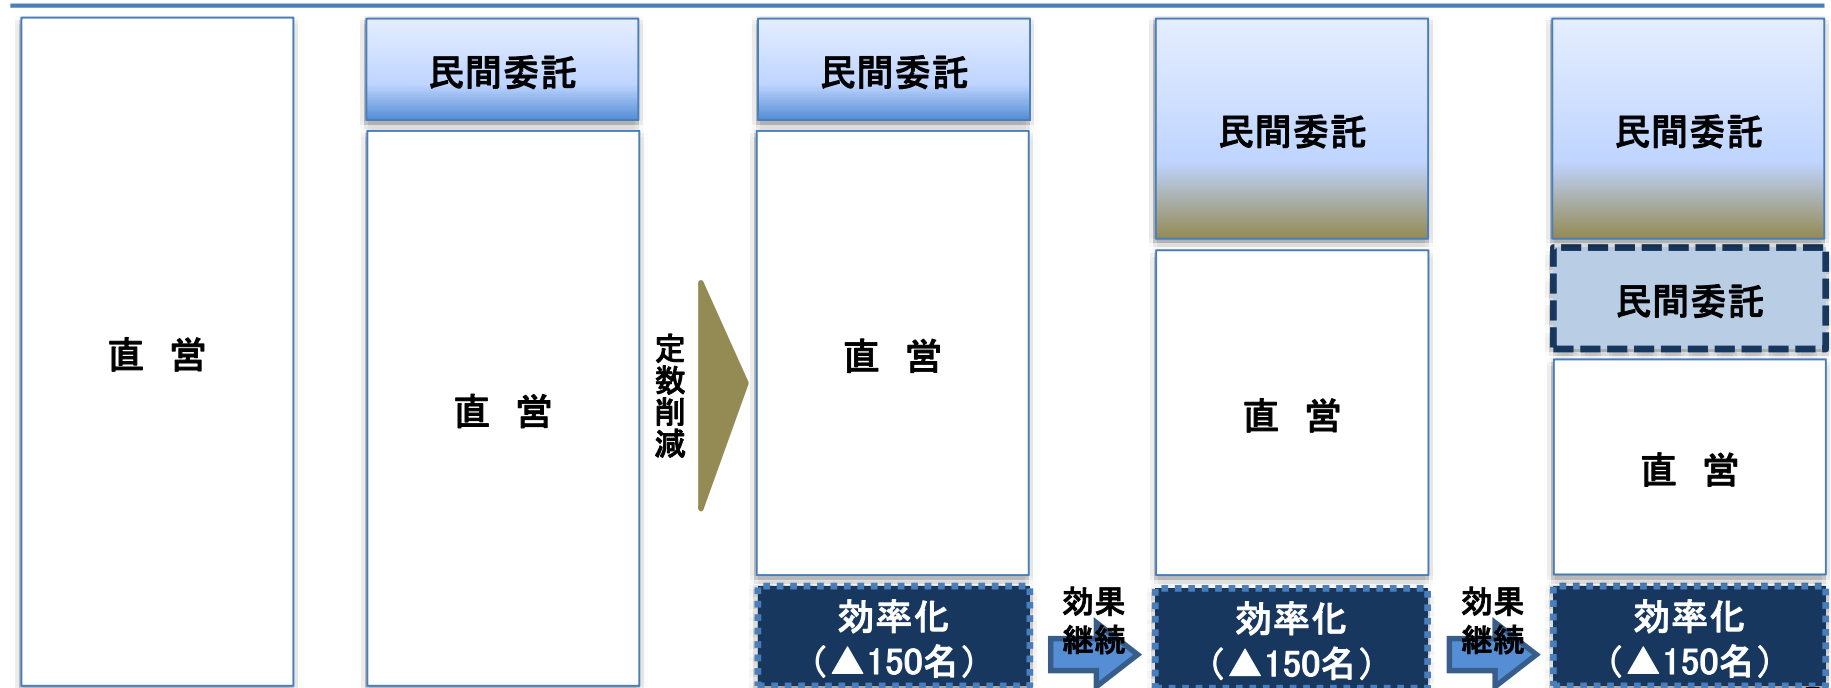 直　営
民間委託
直　営
定数削減
民間委託
直　営
効率化
（▲150名）
効果
継続
民間委託
直　営
効率化
（▲150名）
効果
継続
民間委託
民間委託
直　営
効率化
（▲150名）